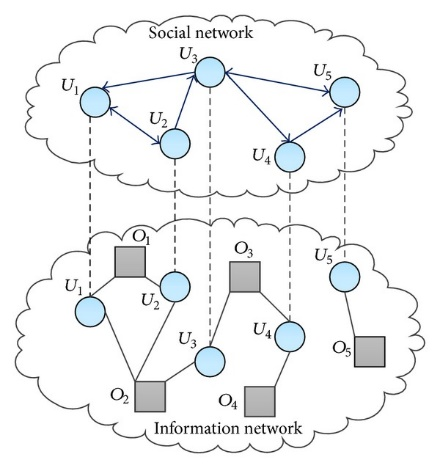 Social network
U3
U1
U5
U2
U4
O1
O3
U1
U2
U5
U3
U4
O5
O2
O4
Information network